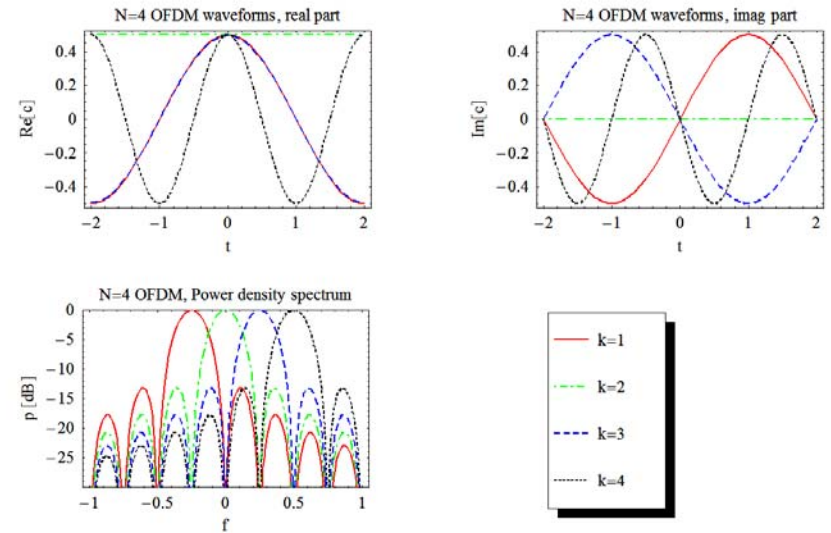 N=4 OFDM waveforms, real part
0.4
0.2
0
−0.2
−0.4
Re[c]
−2 −1 0 1 2
t
N=4 OFDM waveforms, imag part
0.4
0.2
0
−0.2
−0.4
Im[c]
−2 −1 0 1 2
t
N=4 OFDM, Power density spectrum
0
−5
−10
−15
−20
−25
p [dB]
−1 −0.5 0 0.5 1
f
k=1
k=2
k=3
k=4